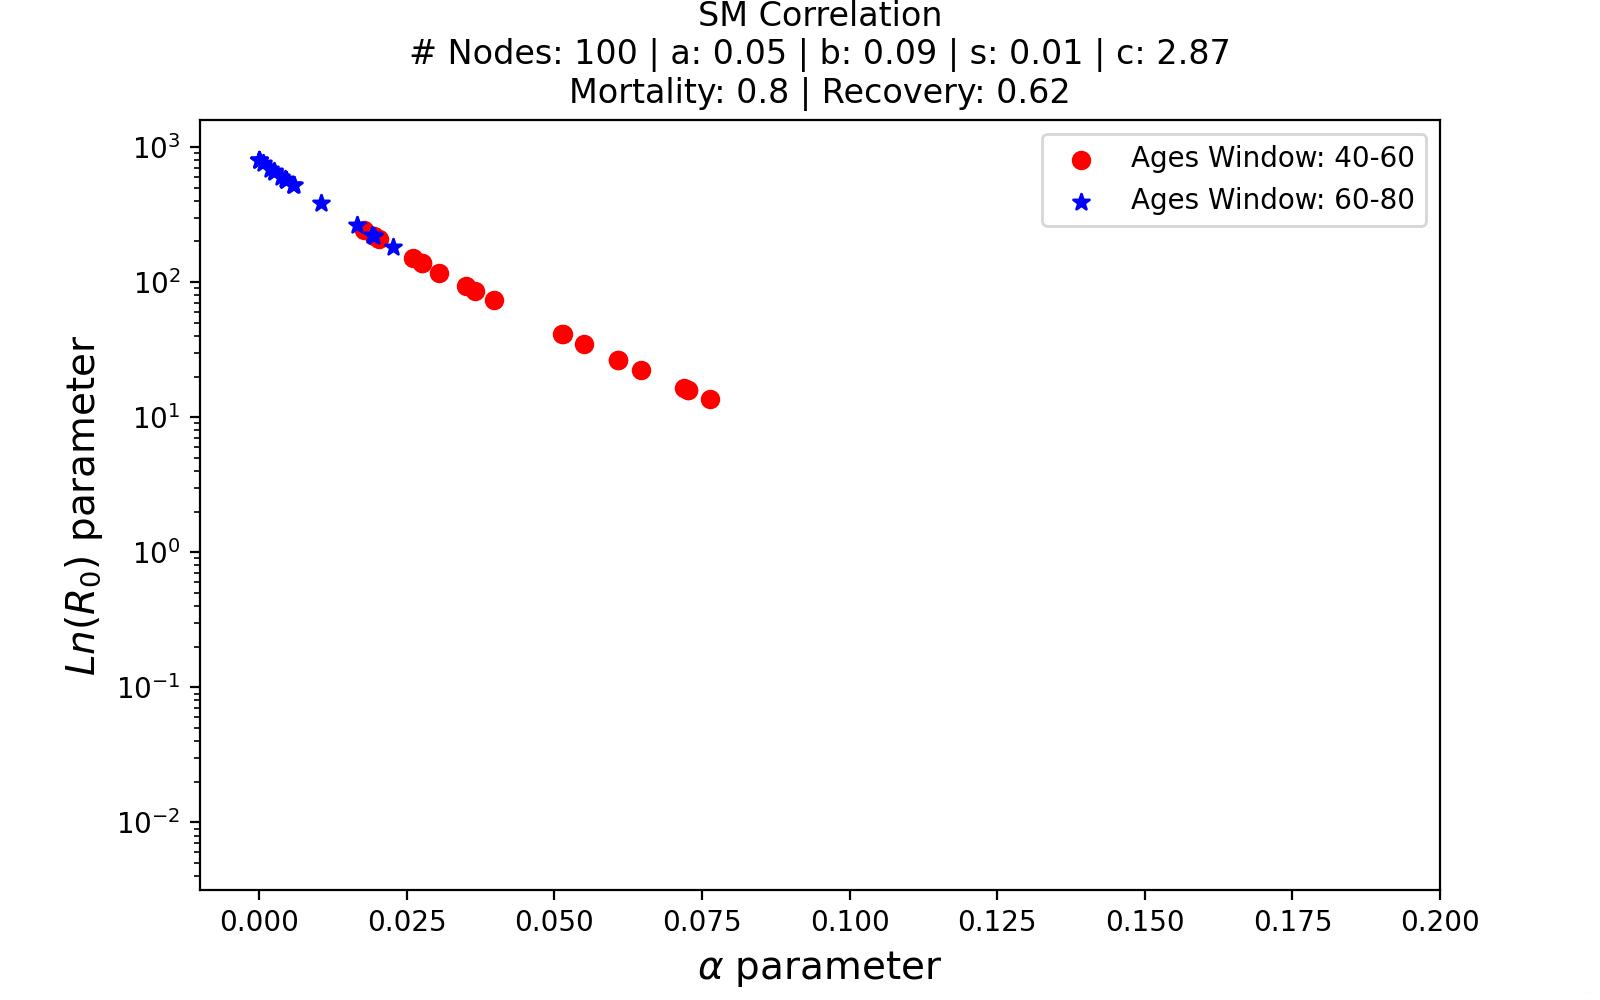 SM Correlation
# Nodes: 100 | a: 0.05 | b: 0.09 | s: 0.01 | c: 2.87
Mortality: 0.8 | Recovery: 0.62
Ages Window: 40-60
Ages Window: 60-80
Ln(R₀) parameter
10³
10²
10¹
10⁰
10⁻¹
10⁻²
0.000 0.025 0.050 0.075 0.100 0.125 0.150 0.175 0.200
α parameter